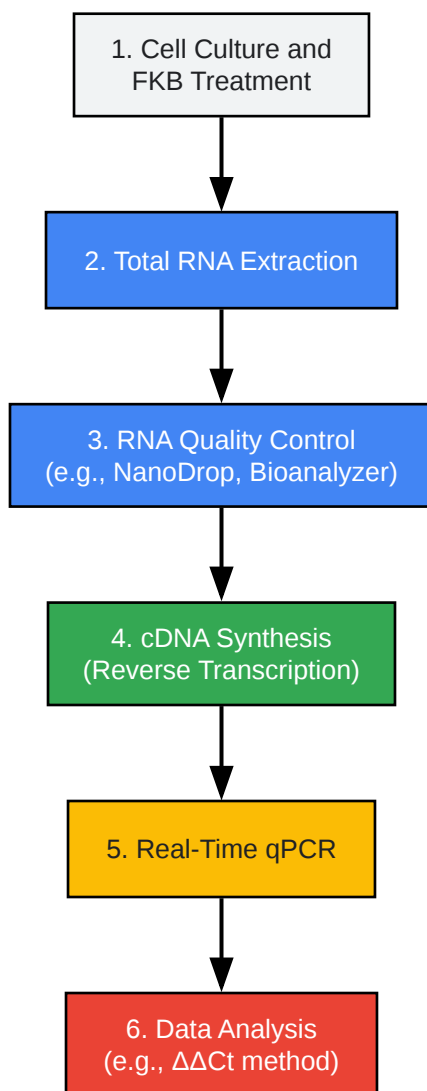 1. Cell Culture and
FKB Treatment
2. Total RNA Extraction
3. RNA Quality Control
(e.g., NanoDrop, Bioanalyzer)
4. cDNA Synthesis
(Reverse Transcription)
5. Real-Time qPCR
6. Data Analysis
(e.g., ΔΔCt method)